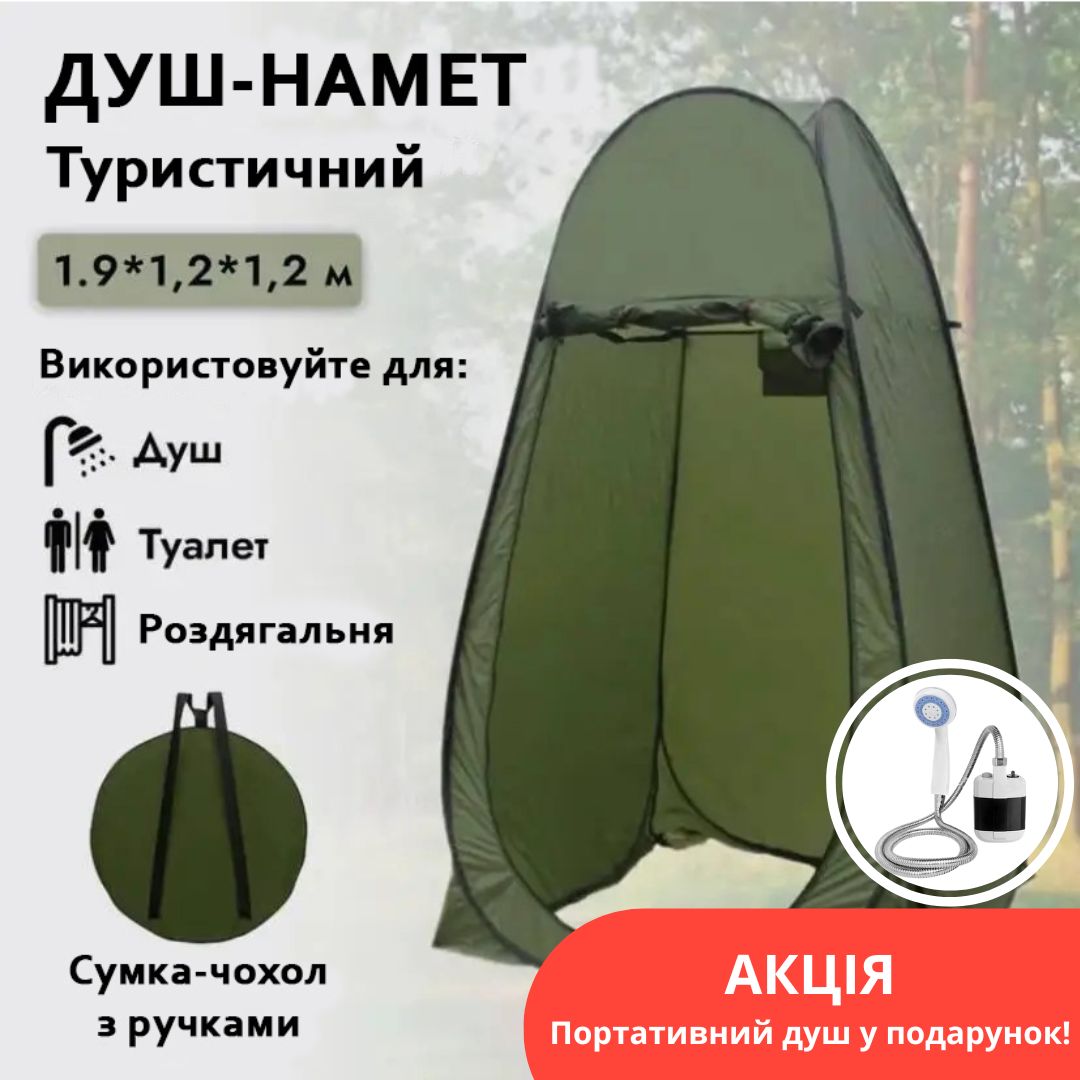 ДУШ-НАМЕТ
Туристичний
1.9*1,2*1,2 м
Використовуйте для:
Душ
Туалет
Роздягальня
Сумка-чохол
з ручками
АКЦІЯ
Портативний душ у подарунок!